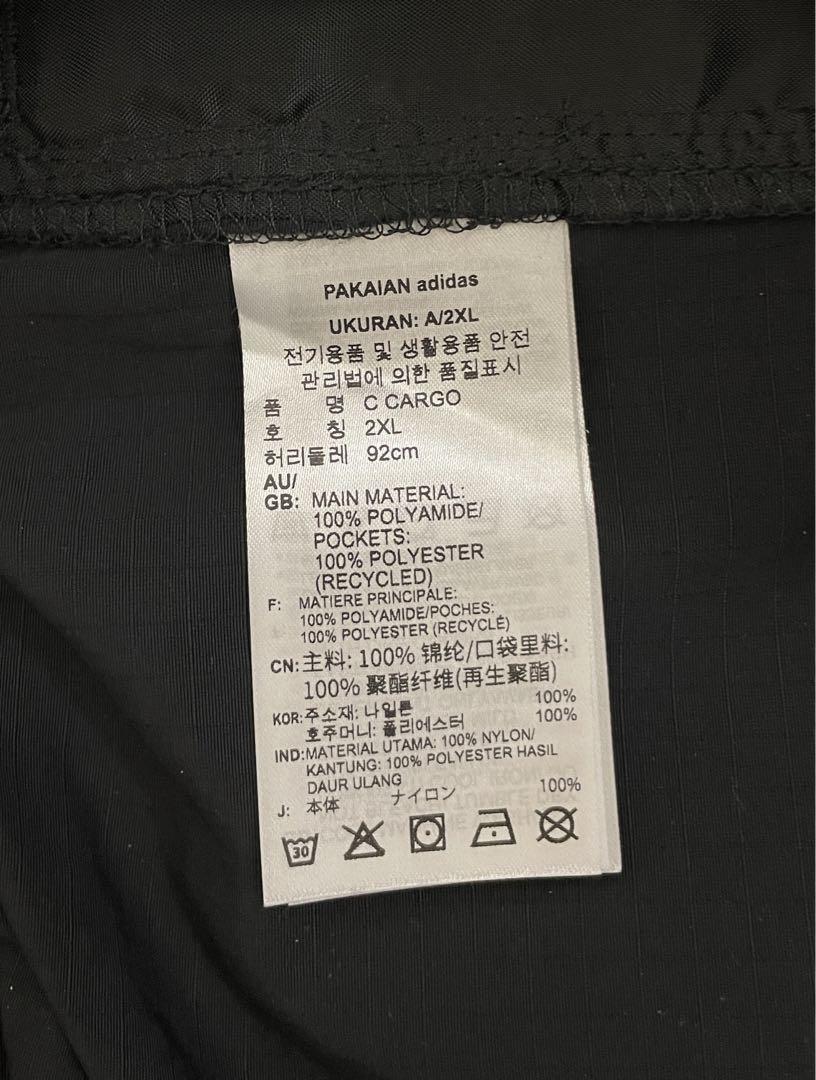 PAKAIAN adidas
UKURAN: A/2XL
전기용품 및 생활용품 안전
관리법에 의한 품질표시
품 명 C CARGO
호 칭 2XL
허리둘레 92cm
AU/
GB: MAIN MATERIAL:
100% POLYAMIDE/
POCKETS:
100% POLYESTER
(RECYCLED)
F: MATIERE PRINCIPALE:
100% POLYAMIDE/POCHES:
100% POLYESTER (RECYCLÉ)
CN: 主料: 100% 锦纶/口袋里料:
100% 聚酯纤维(再生聚酯)
KOR: 주소재: 나일론 100%
호주머니: 폴리에스터 100%
IND: MATERIAL UTAMA: 100% NYLON/
KANTUNG: 100% POLYESTER HASIL
DAUR ULANG
J: 本体 ナイロン 100%
30